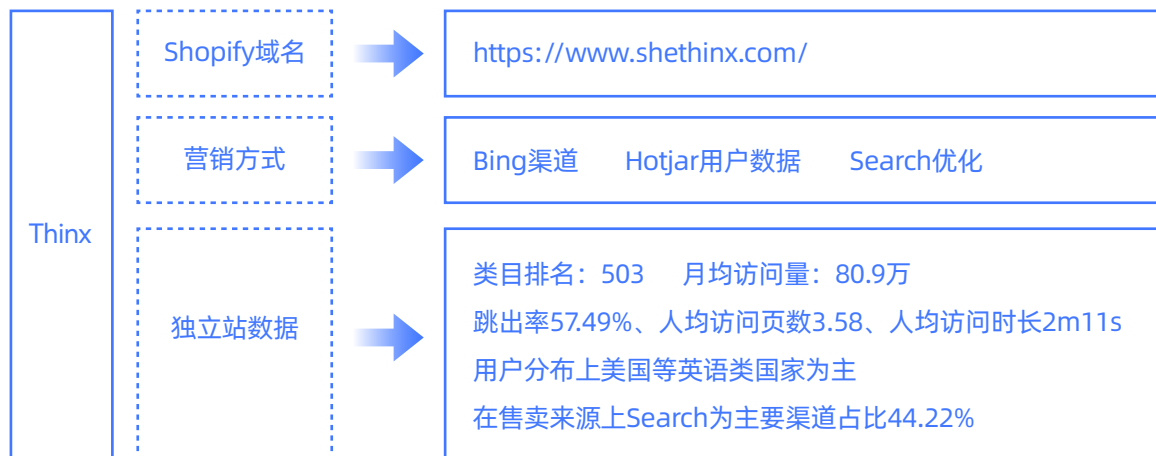 Thinx
Shopify域名
https://www.shethinx.com/
营销方式
Bing渠道 Hotjar用户数据 Search优化
独立站数据
类目排名：503 月均访问量：80.9万
跳出率57.49%、人均访问页数3.58、人均访问时长2m11s
用户分布上美国等英语类国家为主
在售卖来源上Search为主要渠道占比44.22%